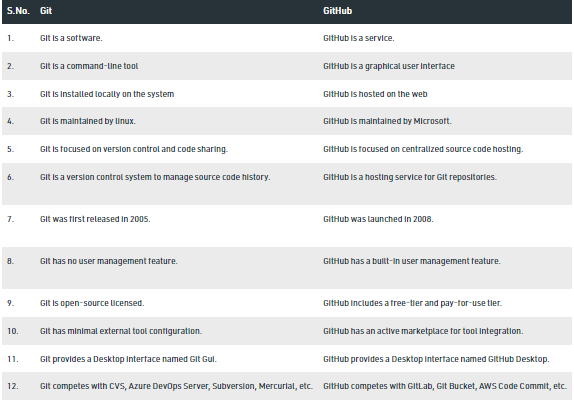 S.No. Git GitHub
1. Git is a software. GitHub is a service.
2. Git is a command-line tool GitHub is a graphical user interface
3. Git is installed locally on the system GitHub is hosted on the web
4. Git is maintained by linux. GitHub is maintained by Microsoft.
5. Git is focused on version control and code sharing. GitHub is focused on centralized source code hosting.
6. Git is a version control system to manage source code history. GitHub is a hosting service for Git repositories.
7. Git was first released in 2005. GitHub was launched in 2008.
8. Git has no user management feature. GitHub has a built-in user management feature.
9. Git is open-source licensed. GitHub includes a free-tier and pay-for-use tier.
10. Git has minimal external tool configuration. GitHub has an active marketplace for tool integration.
11. Git provides a Desktop interface named Git Gui. GitHub provides a Desktop interface named GitHub Desktop.
12. Git competes with CVS, Azure DevOps Server, Subversion, Mercurial, etc. GitHub competes with GitLab, Git Bucket, AWS Code Commit, etc.